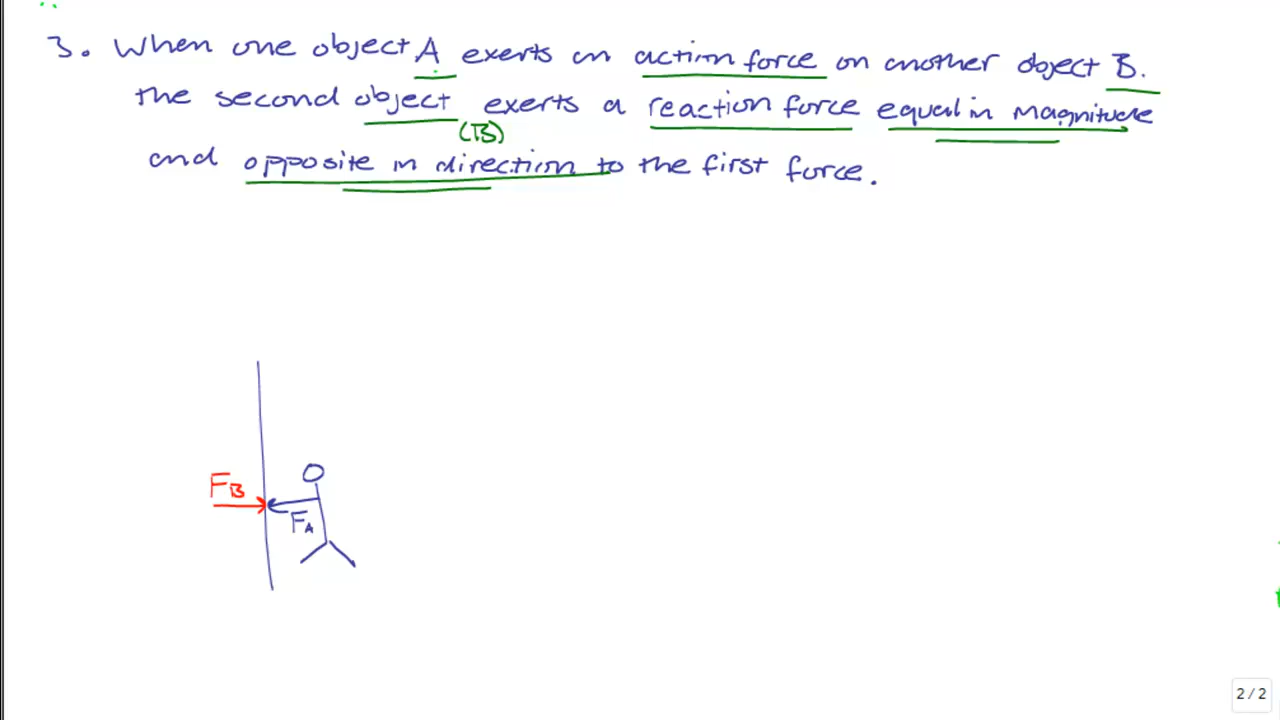 3. When one object A exerts an action force on another object B.
the second object exerts a reaction force equal in magnitude
(B)
and opposite in direction to the first force.
FB
FA
2 / 2